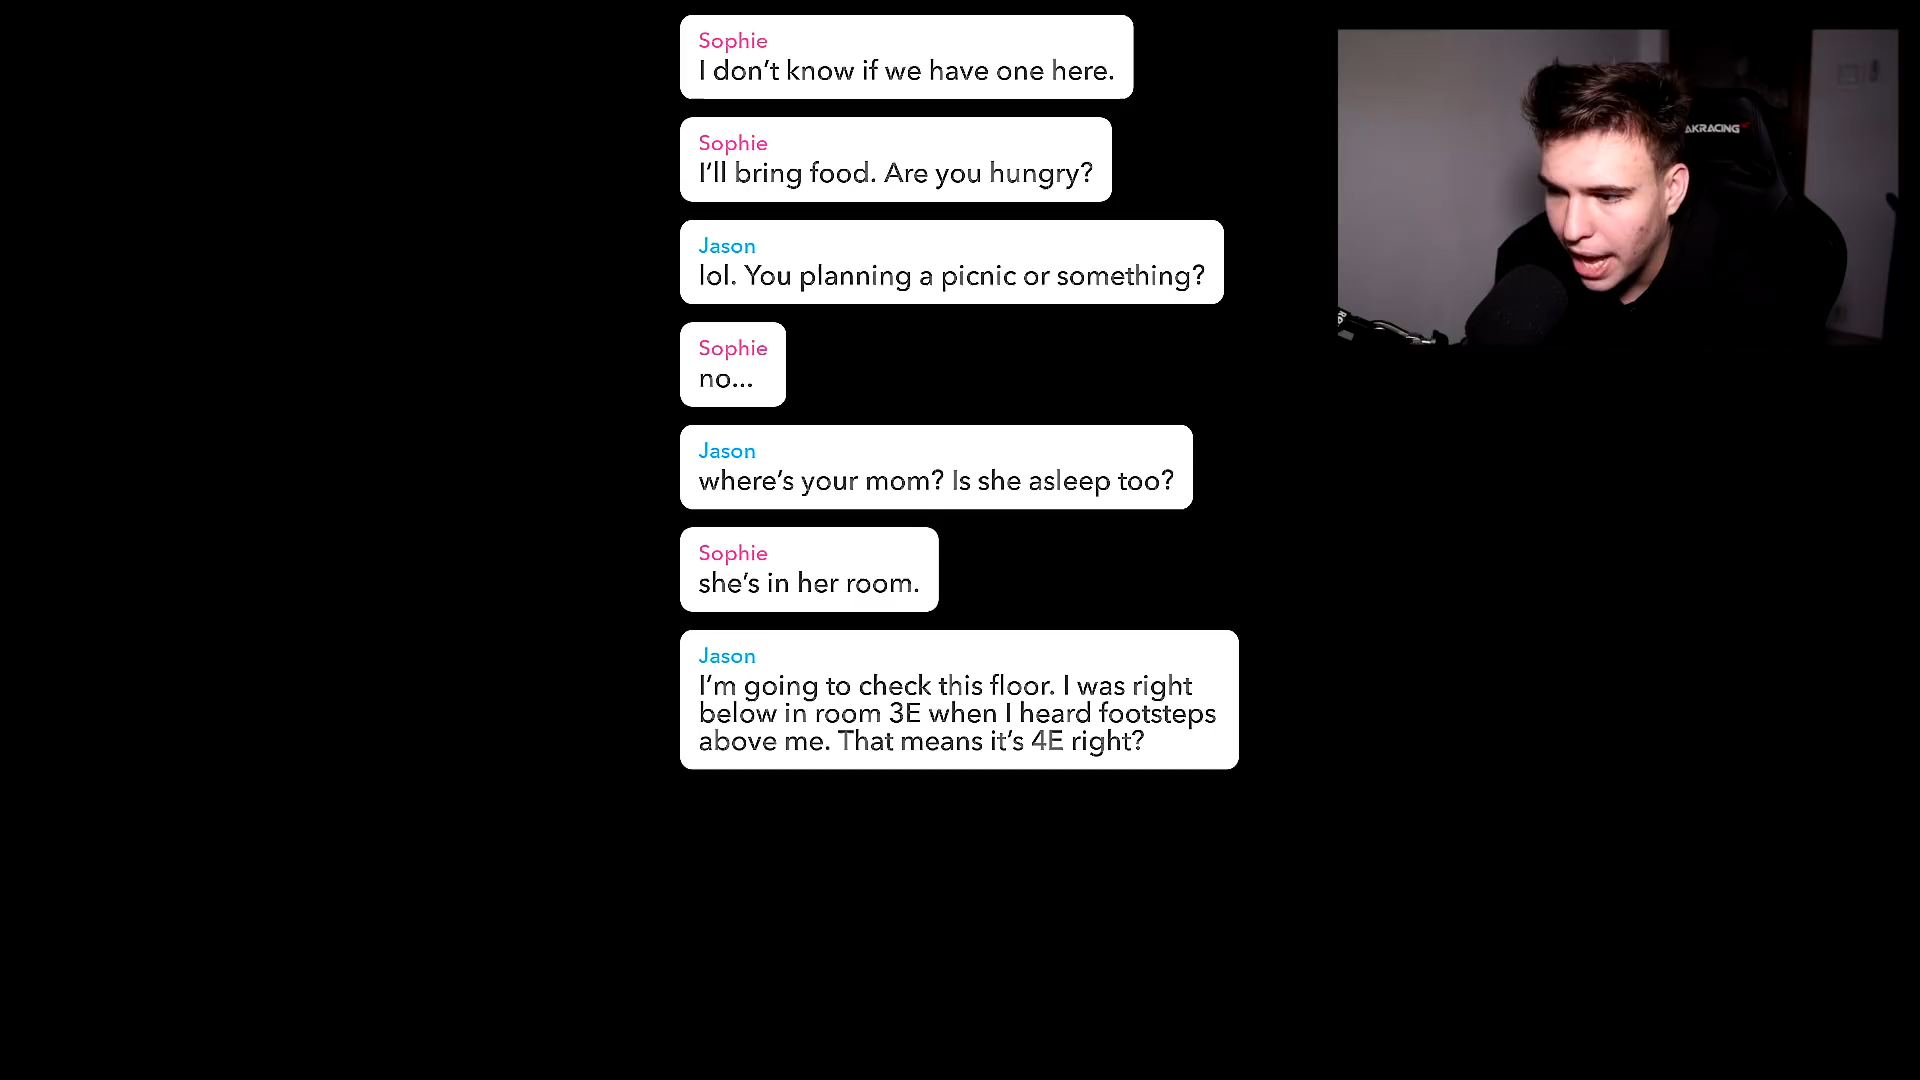 Sophie
I don’t know if we have one here.
Sophie
I’ll bring food. Are you hungry?
Jason
lol. You planning a picnic or something?
Sophie
no...
Jason
where’s your mom? Is she asleep too?
Sophie
she’s in her room.
Jason
I’m going to check this floor. I was right
below in room 3E when I heard footsteps
above me. That means it’s 4E right?
AKRACING